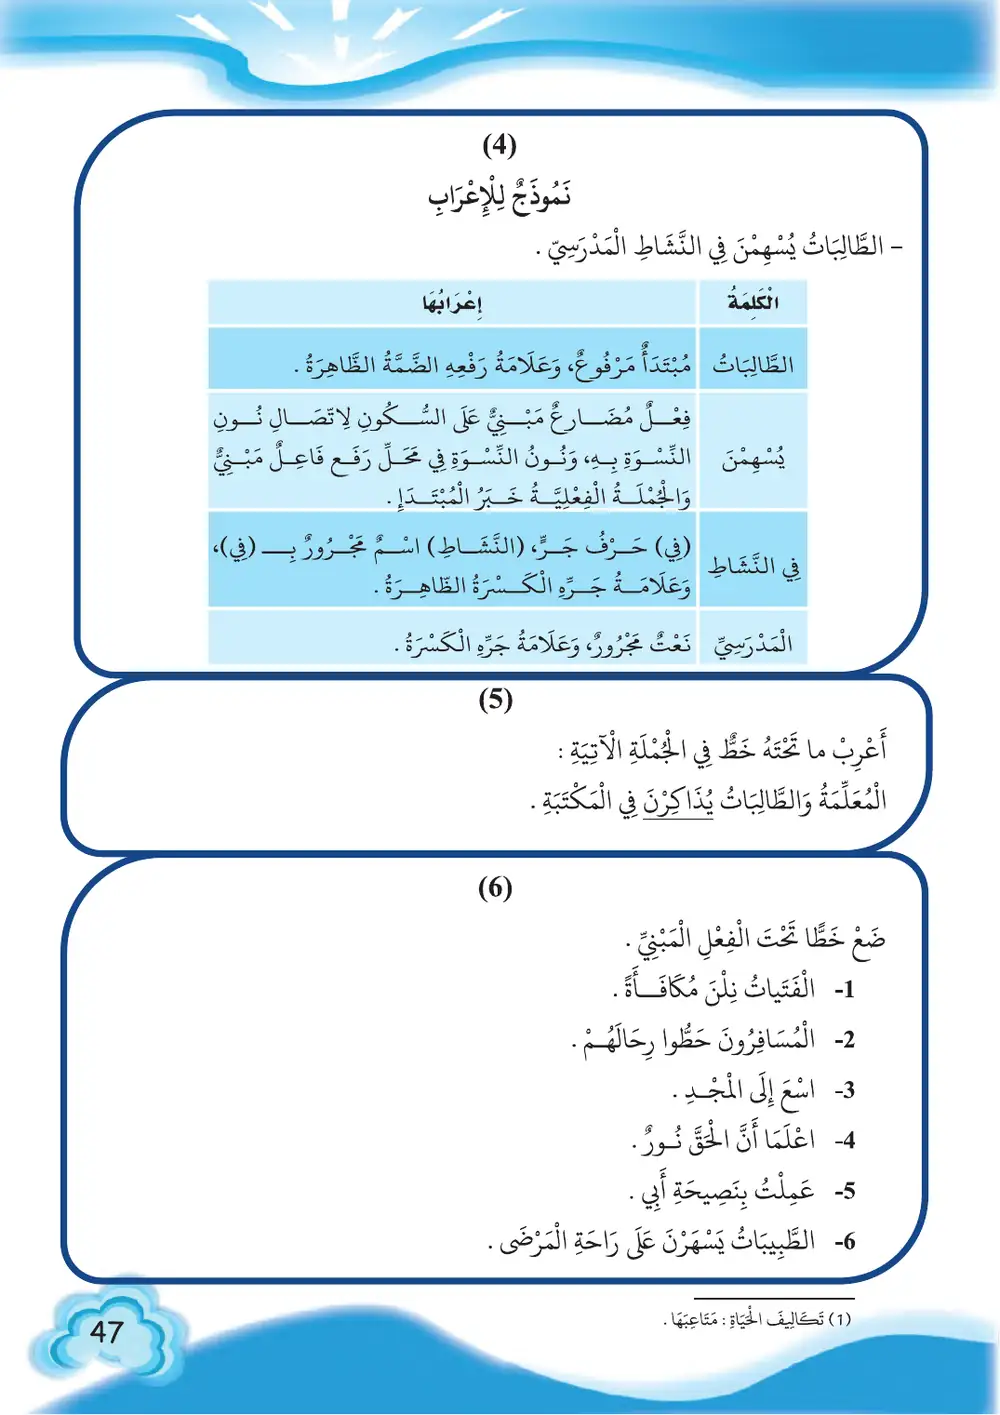 (4)
نَمُوذَجٌ لِلْإِعْرَابِ
– الطَّالِبَاتُ يُسْهِمْنَ فِي النَّشَاطِ الْمَدْرَسِيّ .
الْكَلِمَةُ إِعْرَابُهَا
الطَّالِبَاتُ مُبْتَدَأٌ مَرْفُوعٌ، وَعَلَامَةُ رَفْعِهِ الضَّمَّةُ الظَّاهِرَةُ .
يُسْهِمْنَ فِعْلٌ مُضَارِعٌ مَبْنِيٌّ عَلَى السُّكُونِ لِاتّصَالِ نُونِ
النِّسْوَةِ بِهِ، وَنُونُ النِّسْوَةِ فِي مَحَلِّ رَفَع فَاعِلٌ مَبْنِيٌّ
وَالْجُمْلَةُ الْفِعْلِيَّةُ خَبَرُ الْمُبْتَدَإِ .
فِي النَّشَاطِ (فِي) حَرْفُ جَرٍّ، (النَّشَاطِ) اسْمٌ مَجْرُورٌ بِـ (فِي)،
وَعَلَامَةُ جَرِّهِ الْكَسْرَةُ الظّاهِرَةُ .
الْمَدْرَسِيِّ نَعْتٌ مَجْرُورٌ، وَعَلَامَةُ جَرِّهِ الْكَسْرَةُ .
(5)
أَعْرِبْ ما تَحْتَهُ خَطٌّ فِي الْجُمْلَةِ الْآتِيَةِ :
الْمُعَلِّمَةُ وَالطَّالِبَاتُ يُذَاكِرْنَ فِي الْمَكْتَبَةِ .
(6)
ضَعْ خَطًّا تَحْتَ الْفِعْلِ الْمَبْنِيِّ .
1- الْفَتَياتُ نِلْنَ مُكَافَأَةً .
2- الْمُسَافِرُونَ حَطُّوا رِحَالَهُمْ .
3- اسْعَ إِلَى الْمْجْدِ .
4- اعْلَمَا أَنَّ الْحَقَّ نُورٌ .
5- عَمِلْتُ بِنَصِيحَةِ أَبِي .
6- الطَّبِيبَاتُ يَسْهَرْنَ عَلَى رَاحَةِ الْمَرْضَى .
(1) تَكَالِيفَ الْحَيَاةِ : مَتَاعِبَهَا .
47